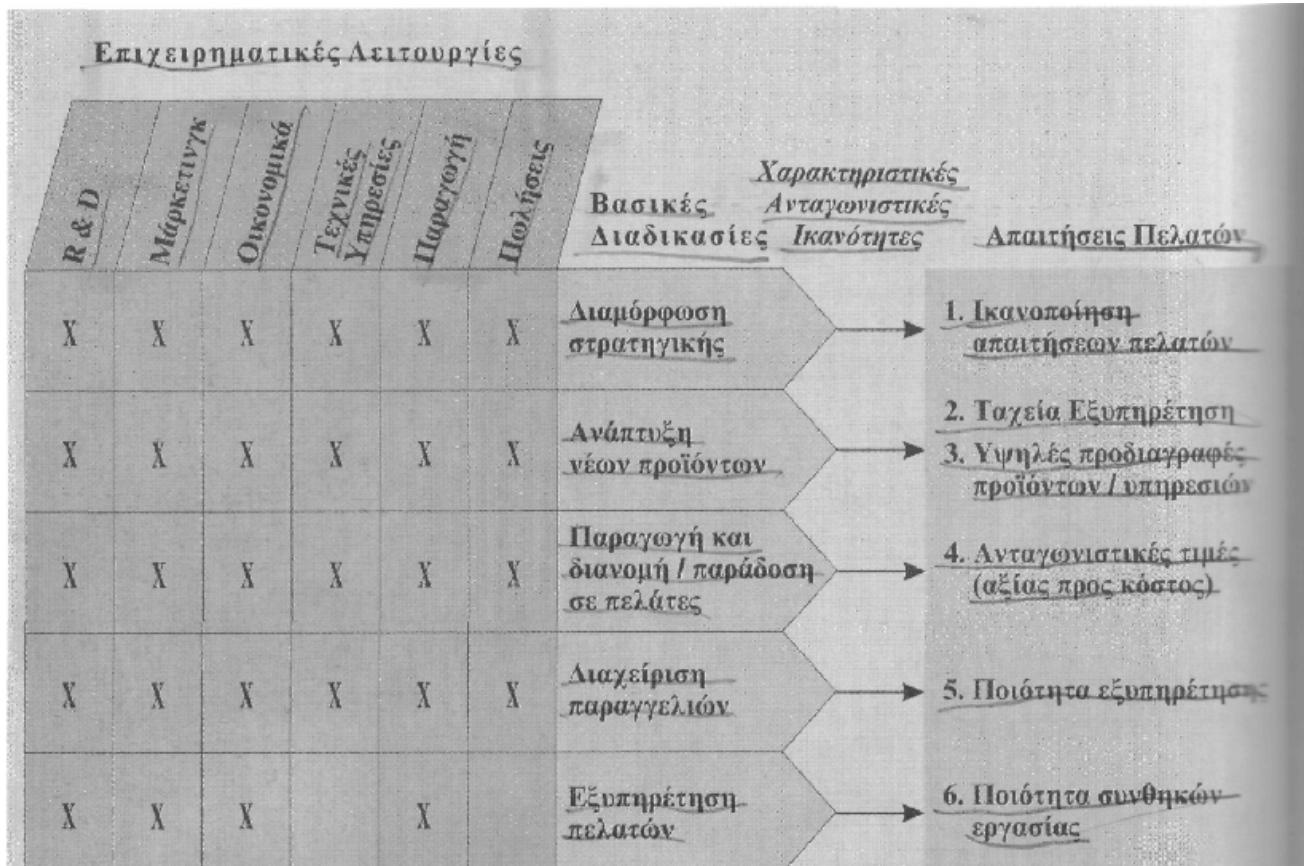 Επιχειρηματικές Λειτουργίες
R & D
Μάρκετινγκ
Οικονομικά
Τεχνικές
Υπηρεσίες
Παραγωγή
Πωλήσεις
Βασικές
Διαδικασίες
Χαρακτηριστικές
Ανταγωνιστικές
Ικανότητες
Απαιτήσεις Πελατών
X X X X X X
Διαμόρφωση
στρατηγικής
1. Ικανοποίηση
απαιτήσεων πελατών
X X X X X X
Ανάπτυξη
νέων προϊόντων
2. Ταχεία Εξυπηρέτηση
3. Υψηλές προδιαγραφές
προϊόντων / υπηρεσιών
X X X X X X
Παραγωγή και
διανομή / παράδοση
σε πελάτες
4. Ανταγωνιστικές τιμές
(αξίας προς κόστος)
X X X X X X
Διαχείριση
παραγγελιών
5. Ποιότητα εξυπηρέτησης
X X X X
Εξυπηρέτηση
πελατών
6. Ποιότητα συνθηκών
εργασίας